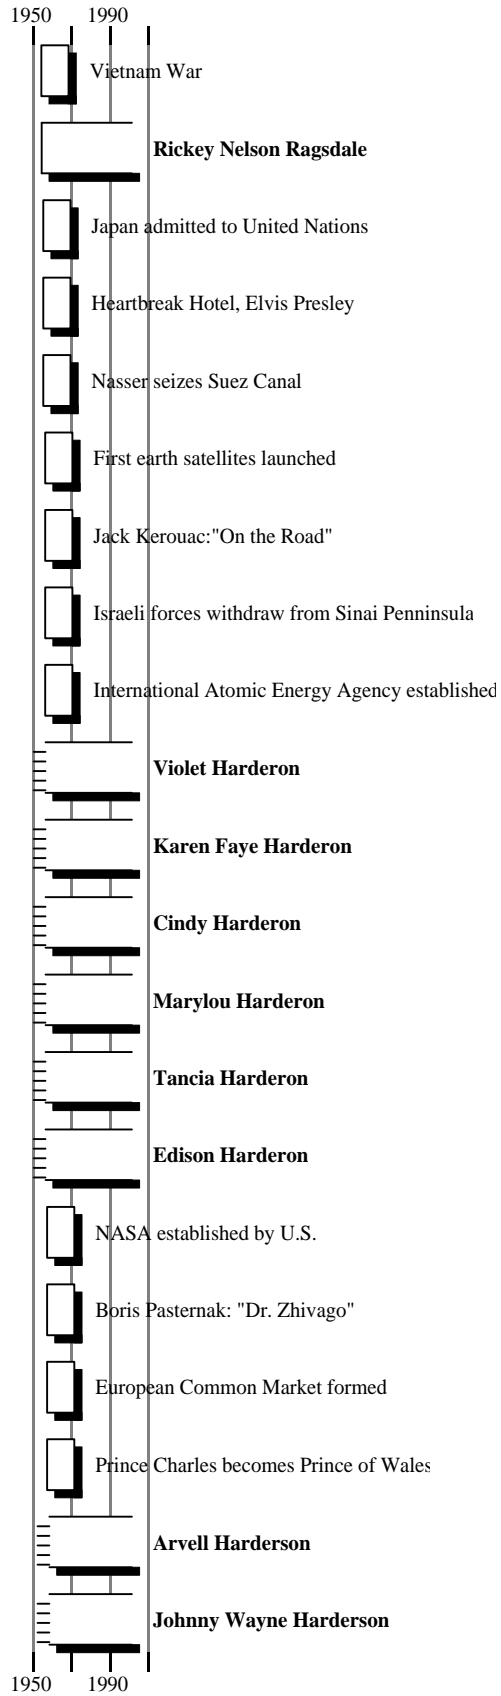 1950 1990
Vietnam War
Rickey Nelson Ragsdale
Japan admitted to United Nations
Heartbreak Hotel, Elvis Presley
Nasser seizes Suez Canal
First earth satellites launched
Jack Kerouac:"On the Road"
Israeli forces withdraw from Sinai Penninsula
International Atomic Energy Agency established
Violet Harderon
Karen Faye Harderon
Cindy Harderon
Marylou Harderon
Tancia Harderon
Edison Harderon
NASA established by U.S.
Boris Pasternak: "Dr. Zhivago"
European Common Market formed
Prince Charles becomes Prince of Wales
Arvell Harderson
Johnny Wayne Harderson
1950 1990